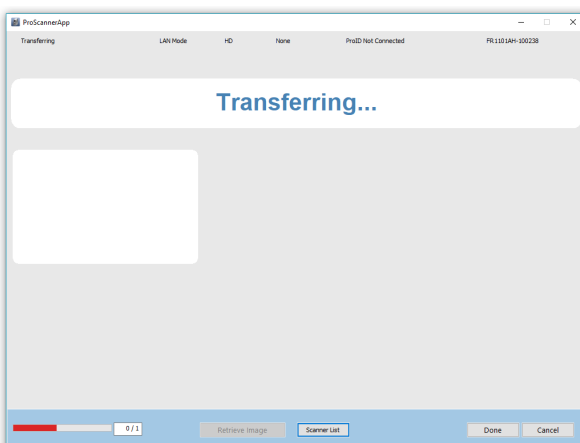 ProScannerApp
Transferring LAN Mode HD None ProID Not Connected FR1101AH-100238
Transferring...
0 / 1 Retrieve image Scanner List Done Cancel